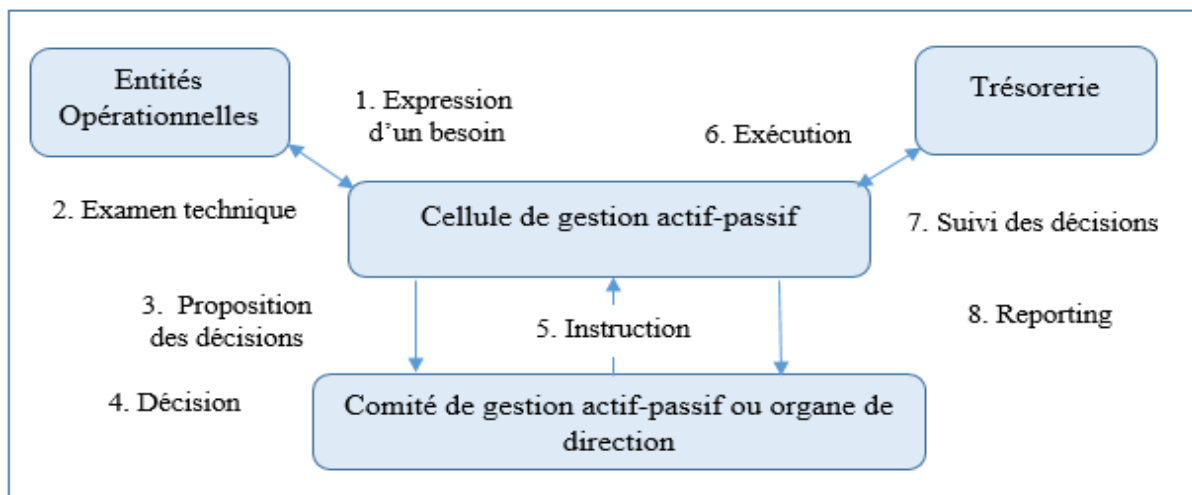 Entités
Opérationnelles
1. Expression
d’un besoin
6. Exécution
Trésorerie
2. Examen technique
Cellule de gestion actif-passif
7. Suivi des décisions
3. Proposition
des décisions
5. Instruction
8. Reporting
4. Décision
Comité de gestion actif-passif ou organe de
direction